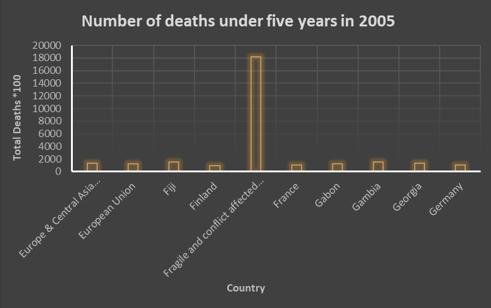 Number of deaths under five years in 2005
Total Deaths *100
20000
18000
16000
14000
12000
10000
8000
6000
4000
2000
0
Europe & Central Asia...
European Union
Fiji
Finland
Fragile and conflict affected...
France
Gabon
Gambia
Georgia
Germany
Country